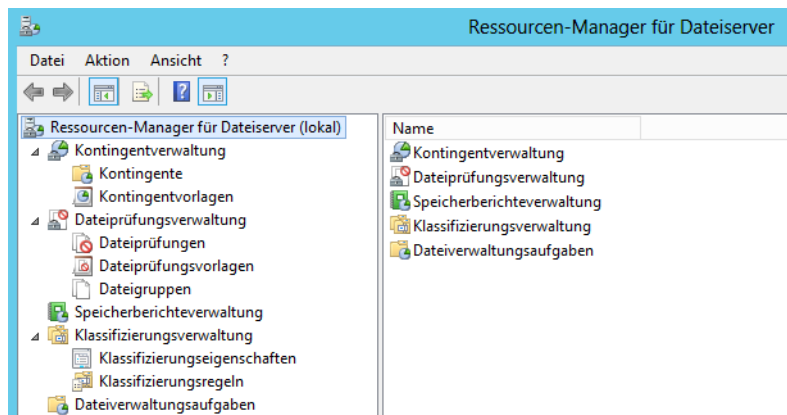 Ressourcen-Manager für Dateiserver
Datei Aktion Ansicht ?
Ressourcen-Manager für Dateiserver (lokal)
Kontingentverwaltung
Kontingente
Kontingentvorlagen
Dateiprüfungsverwaltung
Dateiprüfungen
Dateiprüfungsvorlagen
Dateigruppen
Speicherberichteverwaltung
Klassifizierungsverwaltung
Klassifizierungseigenschaften
Klassifizierungsregeln
Dateiverwaltungsaufgaben
Name
Kontingentverwaltung
Dateiprüfungsverwaltung
Speicherberichteverwaltung
Klassifizierungsverwaltung
Dateiverwaltungsaufgaben